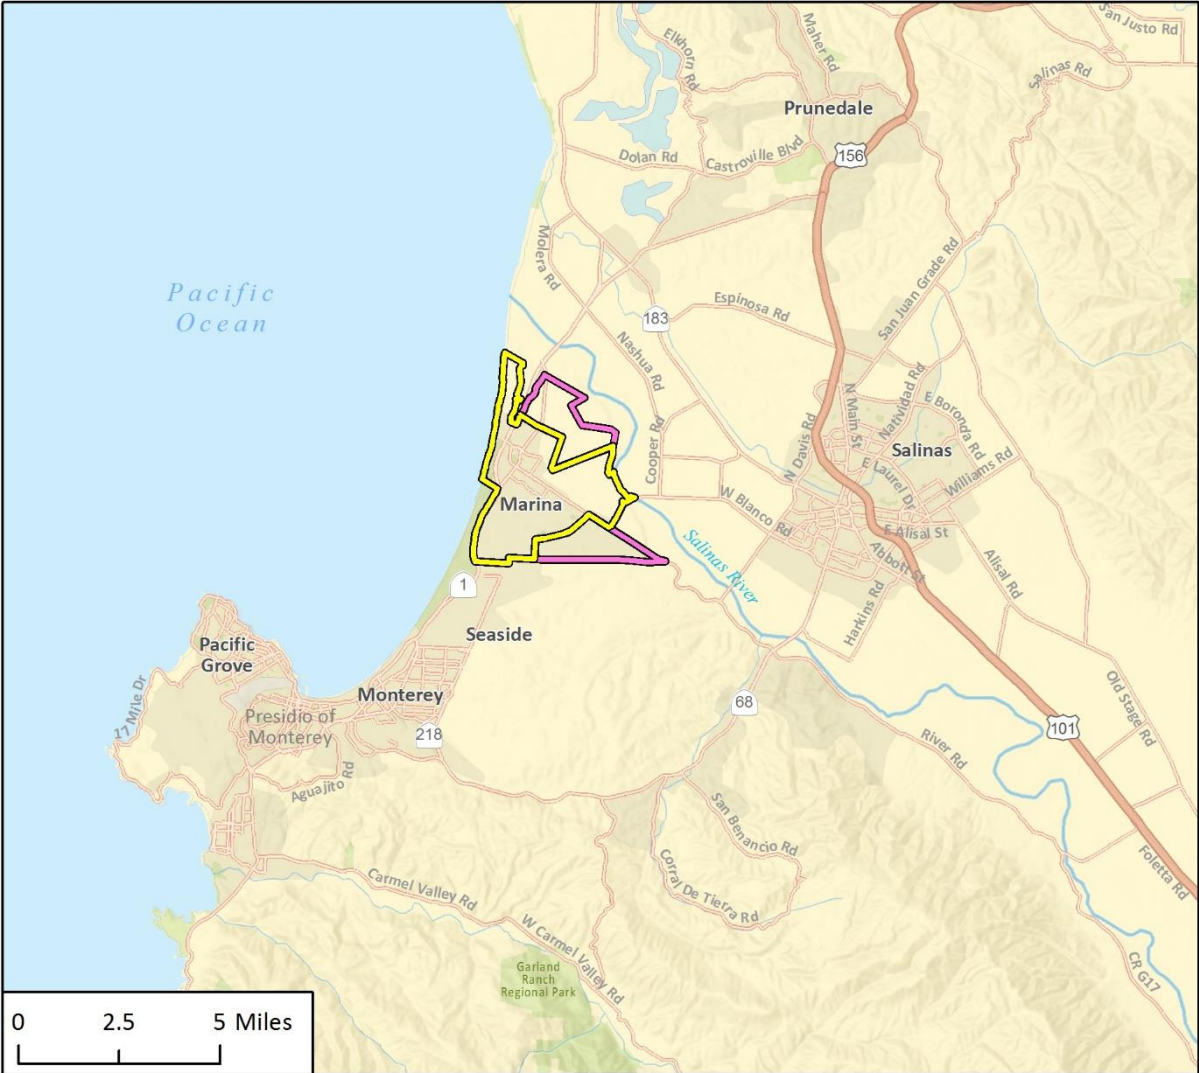 San Justo Rd
Maher Rd
Elkhorn Rd
Salinas Rd
Prunedale
156
Dolan Rd
Castroville Blvd
Molera Rd
San Juan Grade Rd
Pacific
Ocean
Espinosa Rd
183
Nashua Rd
N Main St
Natividad Rd
E Boronda Rd
Cooper Rd
N Davis Rd
Salinas
E Laurel Dr
Williams Rd
Marina
W Blanco Rd
E Alisal St
Salinas River
Abbott St
Alisal Rd
1
Harkins Rd
Seaside
Pacific
Grove
17 Mile Dr
Monterey
Presidio of
Monterey
218
68
Old Stage Rd
101
River Rd
Aguajito Rd
San Benancio Rd
Corral De Tierra Rd
Foletta Rd
Carmel Valley Rd
W Carmel Valley Rd
Garland
Ranch
Regional Park
CR G17
0 2.5 5 Miles